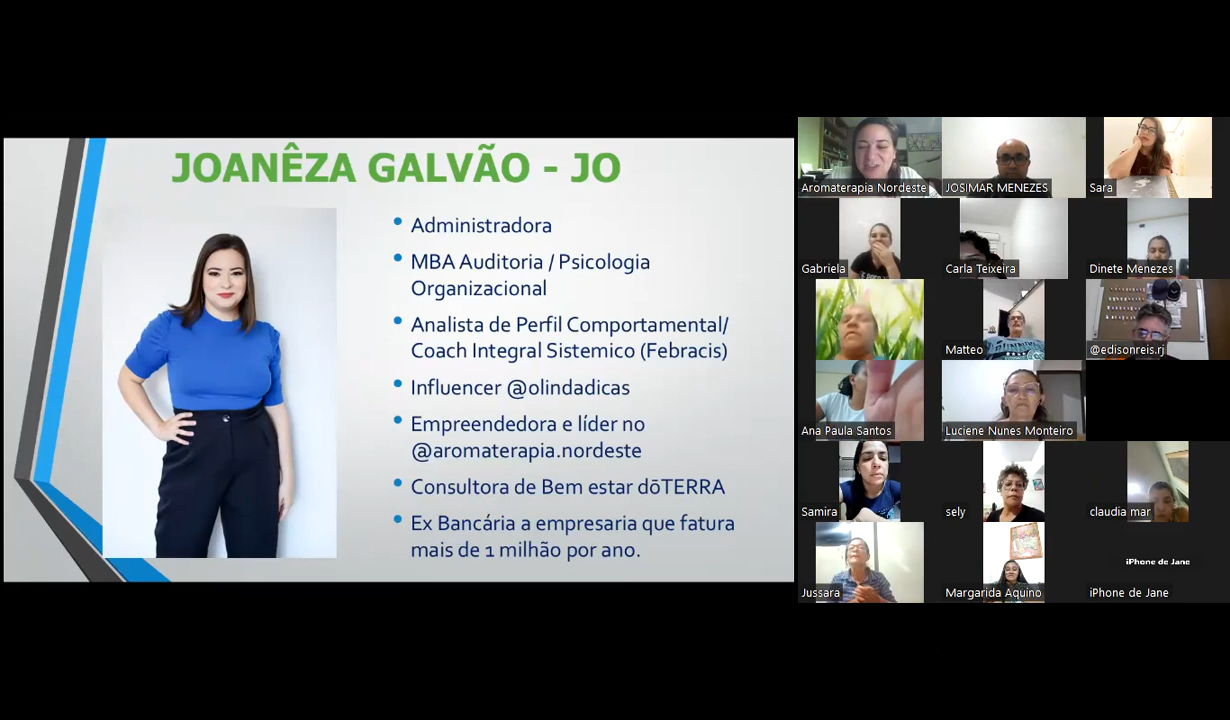 JOANÊZA GALVÃO - JO
Administradora
MBA Auditoria / Psicologia
Organizacional
Analista de Perfil Comportamental/
Coach Integral Sistemico (Febracis)
Influencer @olindadicas
Empreendedora e líder no
@aromaterapia.nordeste
Consultora de Bem estar dōTERRA
Ex Bancária a empresaria que fatura
mais de 1 milhão por ano.
Aromaterapia Nordeste
JOSIMAR MENEZES
Sara
Gabriela
Carla Teixeira
Dinete Menezes
Matteo
@edisonreis.rj
Ana Paula Santos
Luciene Nunes Monteiro
Samira
sely
claudia mar
iPhone de Jane
Jussara
Margarida Aquino
iPhone de Jane